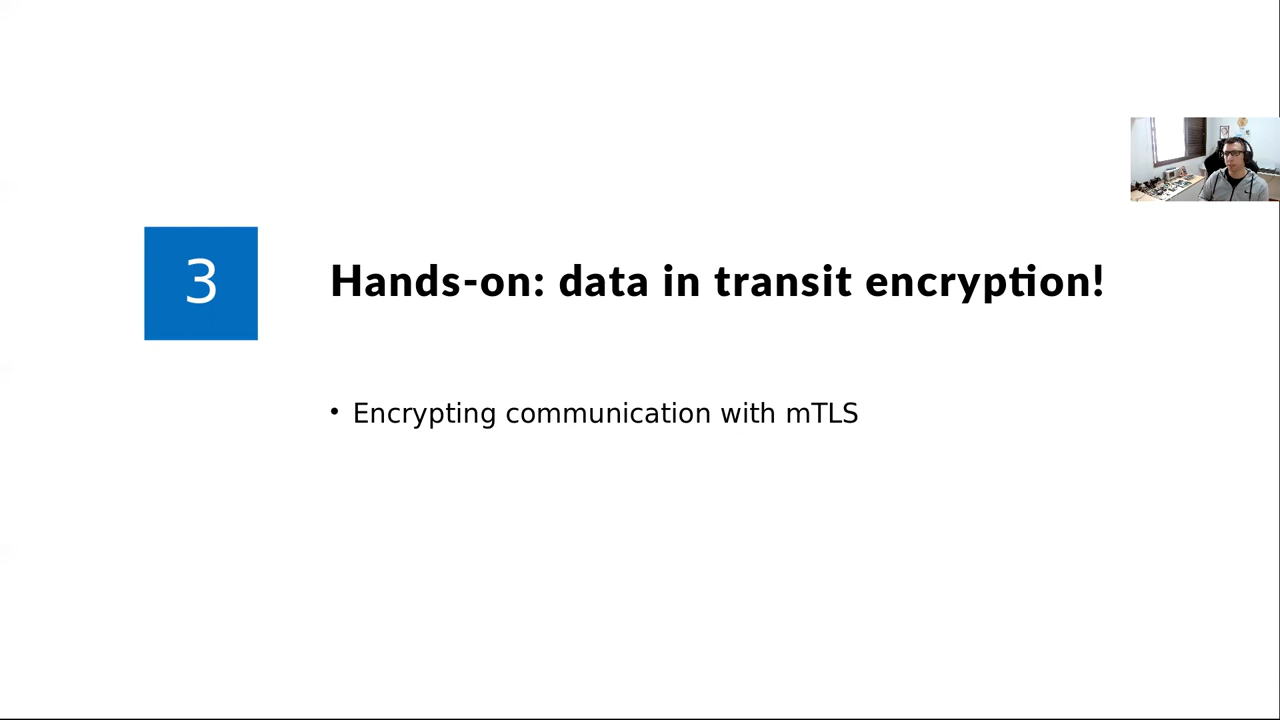 3
Hands-on: data in transit encryption!
• Encrypting communication with mTLS